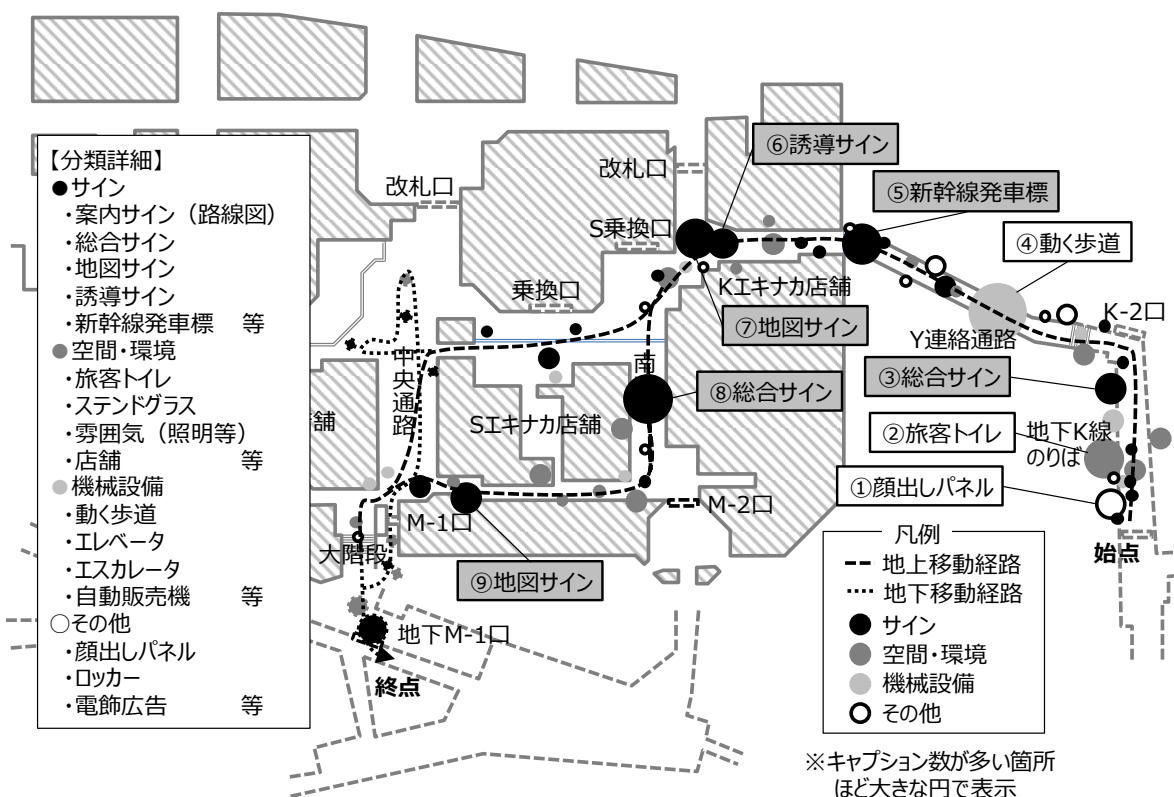 【分類詳細】
●サイン
・案内サイン（路線図）
・総合サイン
・地図サイン
・誘導サイン
・新幹線発車標　等
●空間・環境
・旅客トイレ
・ステンドグラス
・雰囲気（照明等）
・店舗　等
●機械設備
・動く歩道
・エレベータ
・エスカレータ
・自動販売機　等
○その他
・顔出しパネル
・ロッカー
・電飾広告　等
改札口
改札口
⑥誘導サイン
⑤新幹線発車標
④動く歩道
S乗換口
乗換口
Kエキナカ店舗
⑦地図サイン
K-2口
Y連絡通路
③総合サイン
中央通路
南
⑧総合サイン
店舗
Sエキナカ店舗
②旅客トイレ
地下K線
のりば
①顔出しパネル
M-1口
M-2口
大階段
⑨地図サイン
始点
地下M-1口
終点
凡例
地上移動経路
地下移動経路
サイン
空間・環境
機械設備
その他
※キャプション数が多い箇所
ほど大きな円で表示